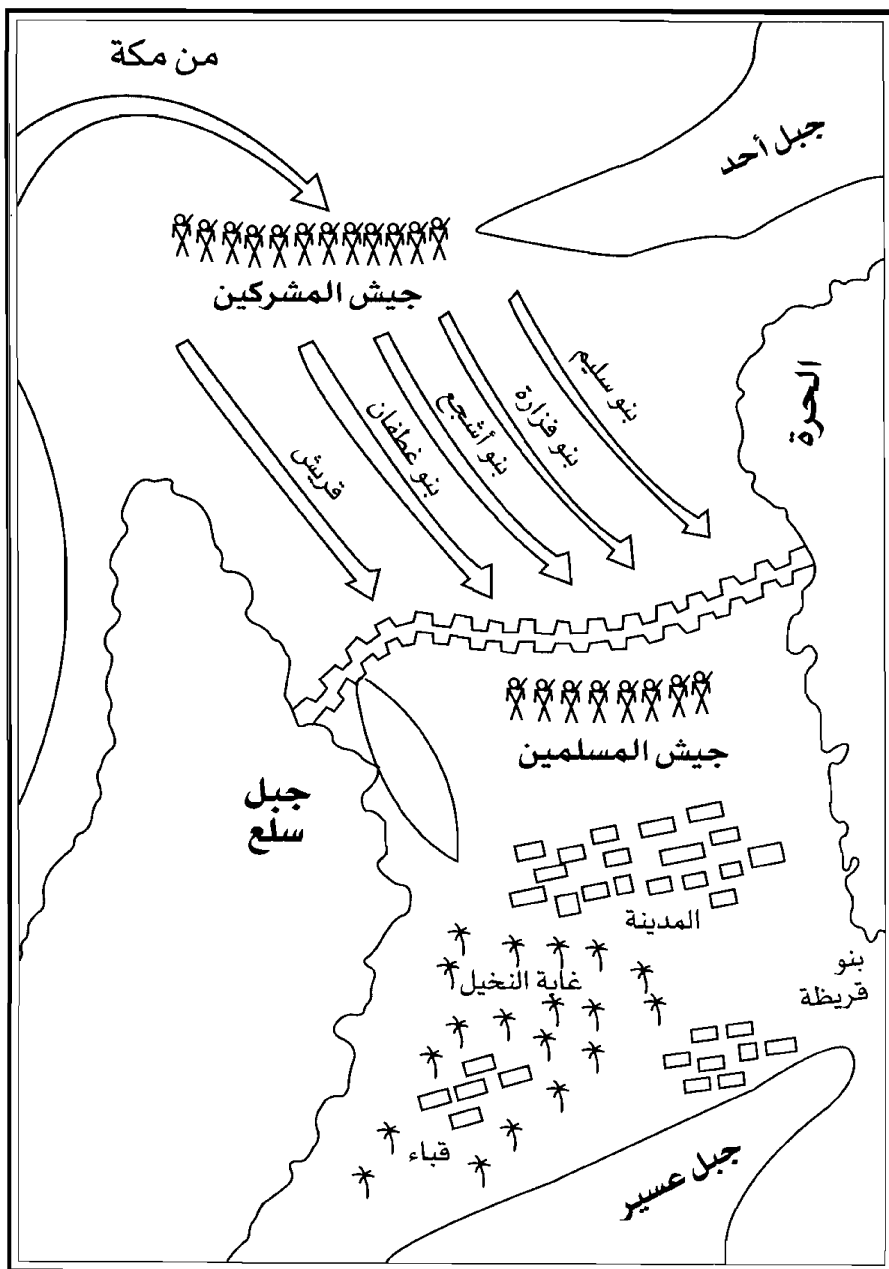 من مكة
جبل أحد
جيش المشركين
الحرة
بنو سليم
بنو فزارة
بنو أشجع
بنو غطفان
قريش
جيش المسلمين
جبل
سلع
المدينة
بنو
قريظة
غابة النخيل
قباء
جبل عسير